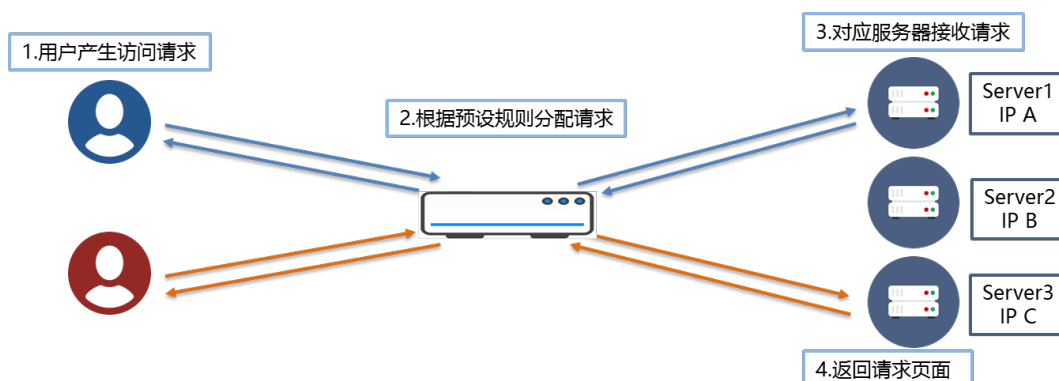 1.用户产生访问请求
2.根据预设规则分配请求
3.对应服务器接收请求
Server1
IP A
Server2
IP B
Server3
IP C
4.返回请求页面